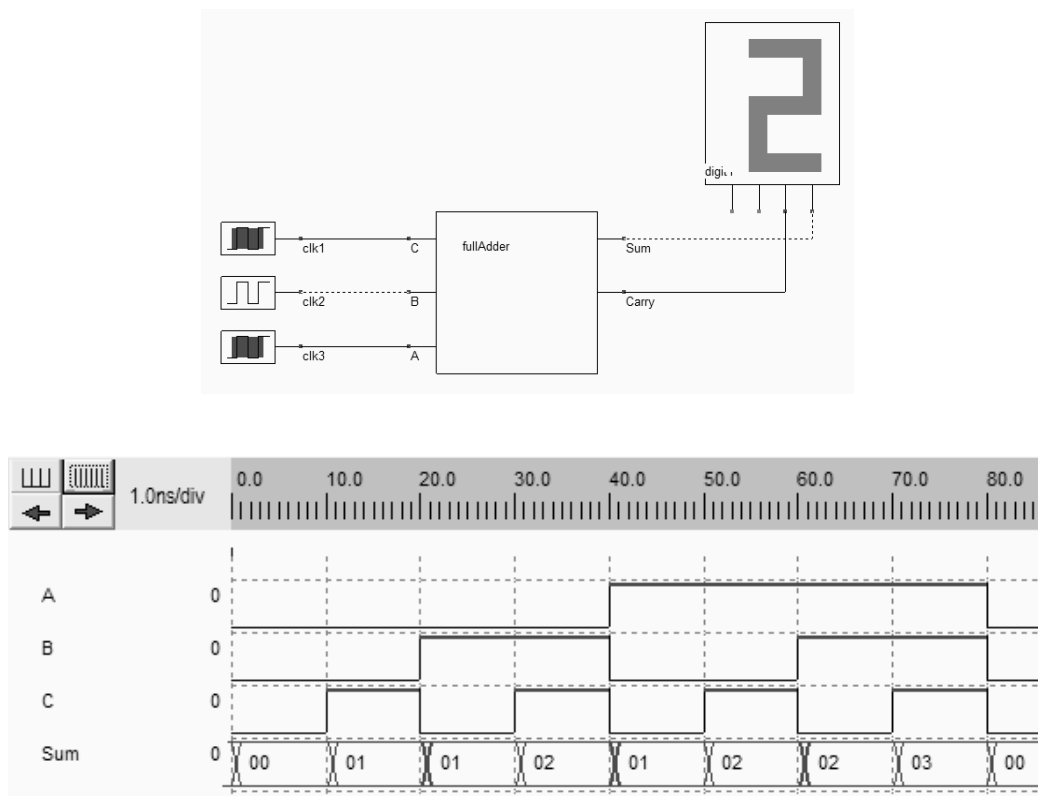 2
clk1 C fullAdder Sum
clk2 B Carry
clk3 A
1.0ns/div 0.0 10.0 20.0 30.0 40.0 50.0 60.0 70.0 80.0
A 0
B 0
C 0
Sum 0 00 01 01 02 01 02 02 03 00